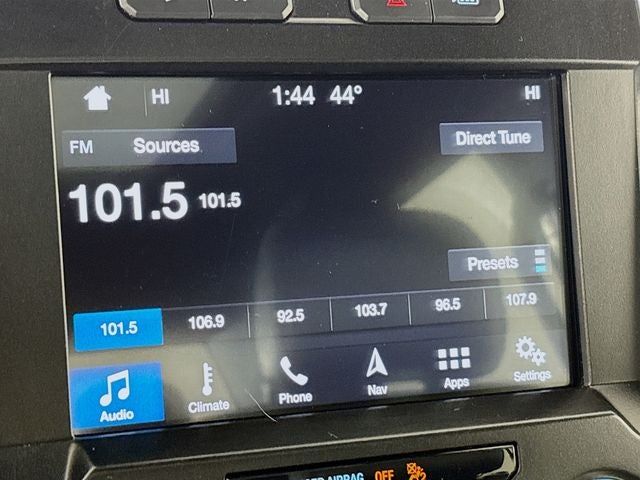 HI 1:44 44° HI
FM Sources Direct Tune
101.5 101.5
Presets
101.5 106.9 92.5 103.7 96.5 107.9
Audio Climate Phone Nav Apps Settings
AIRBAG OFF